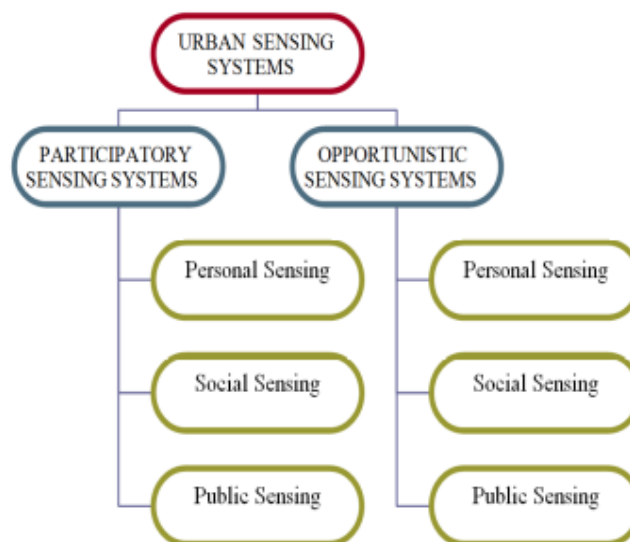 URBAN SENSING
SYSTEMS
PARTICIPATORY
SENSING SYSTEMS
OPPORTUNISTIC
SENSING SYSTEMS
Personal Sensing
Personal Sensing
Social Sensing
Social Sensing
Public Sensing
Public Sensing